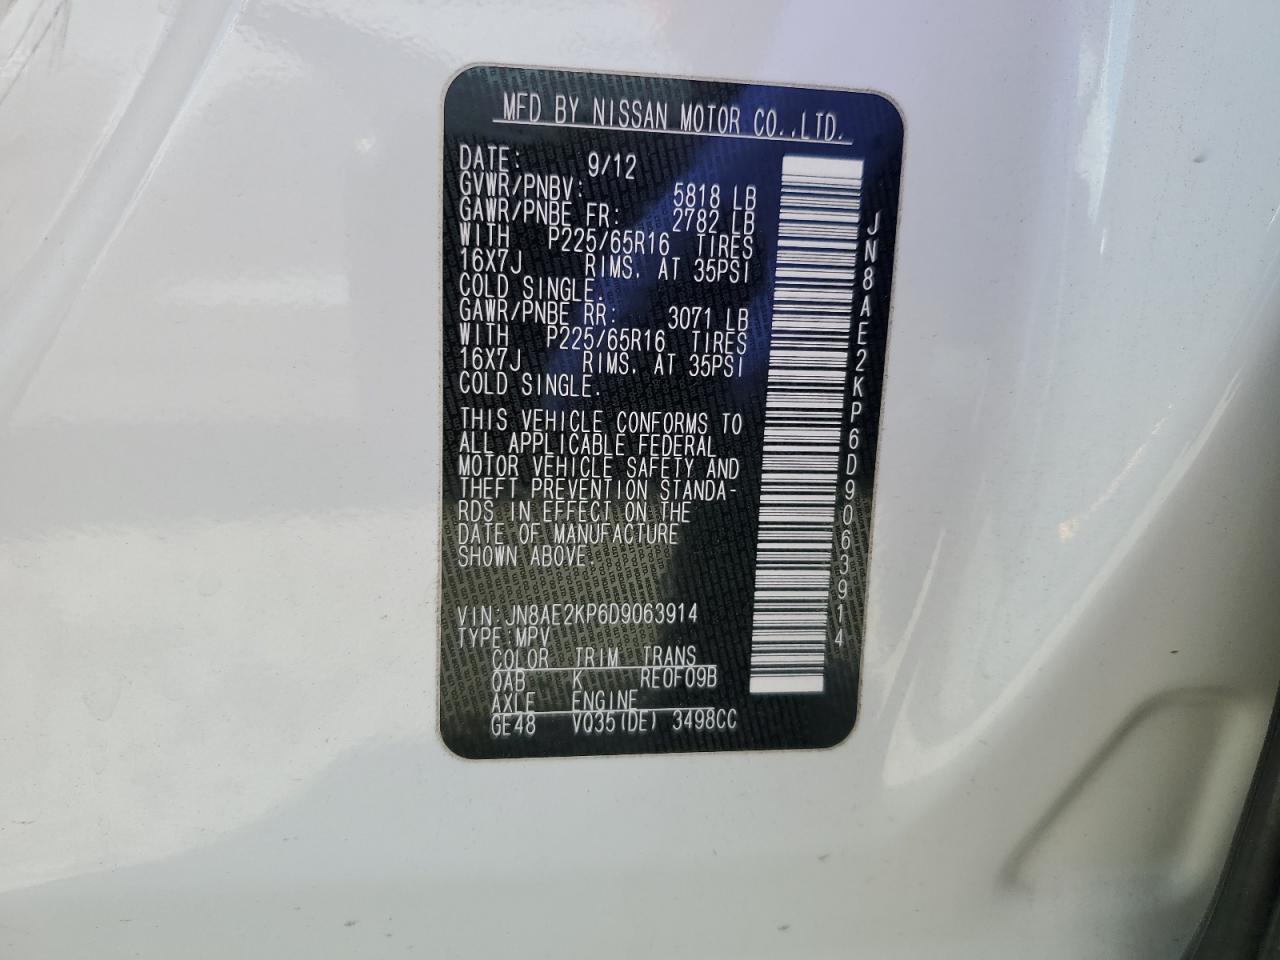 MFD BY NISSAN MOTOR CO.,LTD.
DATE: 9/12
GVWR/PNBV: 5818 LB
GAWR/PNBE FR: 2782 LB
WITH P225/65R16 TIRES
16X7J RIMS, AT 35PSI
COLD SINGLE.
GAWR/PNBE RR: 3071 LB
WITH P225/65R16 TIRES
16X7J RIMS, AT 35PSI
COLD SINGLE.
THIS VEHICLE CONFORMS TO
ALL APPLICABLE FEDERAL
MOTOR VEHICLE SAFETY AND
THEFT PREVENTION STANDA-
RDS IN EFFECT ON THE
DATE OF MANUFACTURE
SHOWN ABOVE.
VIN:JN8AE2KP6D9063914
TYPE:MPV
COLOR TRIM TRANS
QAB K RE0F09B
AXLE ENGINE
GE48 VQ35(DE) 3498CC
JN8AE2KP6D9063914